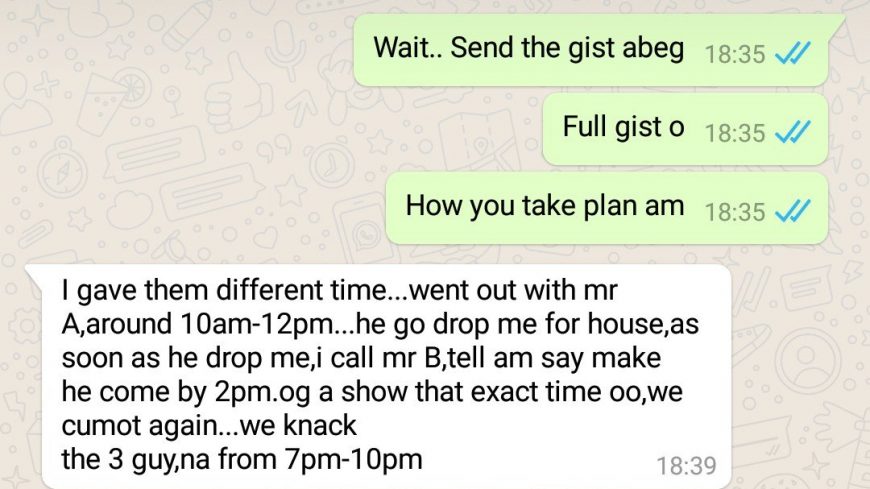 Wait.. Send the gist abeg 18:35
Full gist o 18:35
How you take plan am 18:35
I gave them different time...went out with mr
A,around 10am-12pm...he go drop me for house,as
soon as he drop me,i call mr B,tell am say make
he come by 2pm.og a show that exact time oo,we
cumot again...we knack
the 3 guy,na from 7pm-10pm 18:39